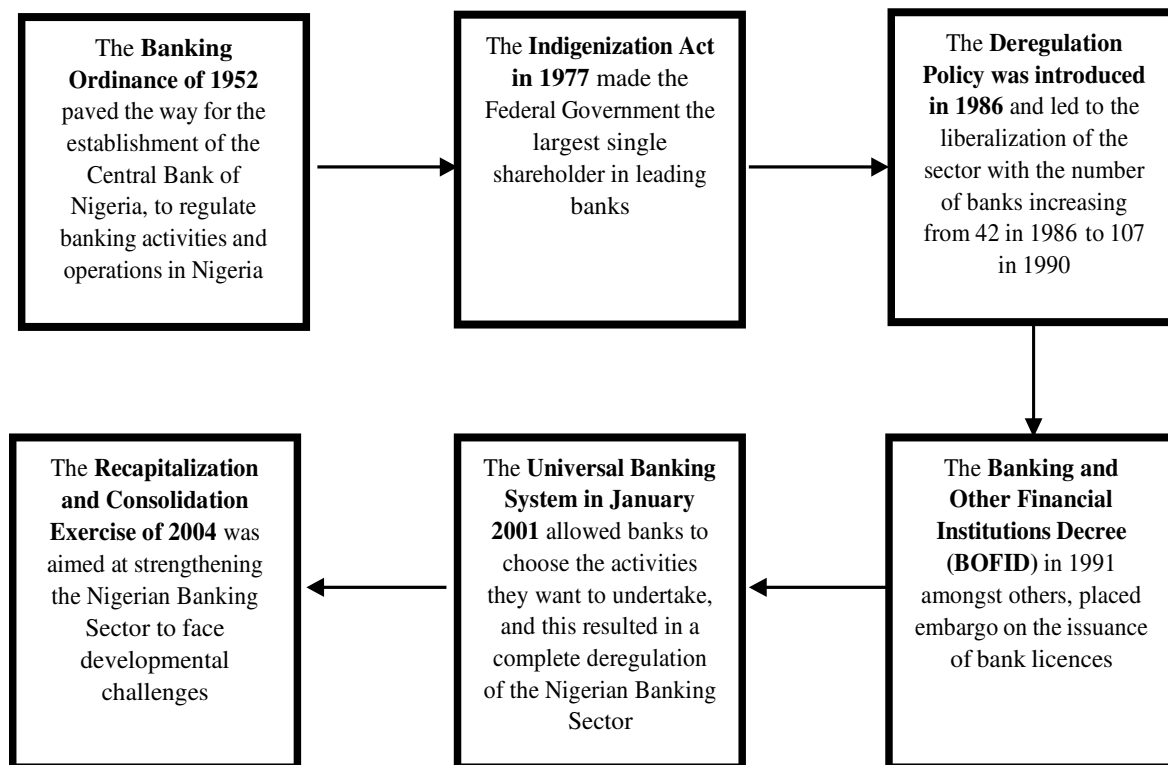 The Banking
Ordinance of 1952
paved the way for the
establishment of the
Central Bank of
Nigeria, to regulate
banking activities and
operations in Nigeria
The Indigenization Act
in 1977 made the
Federal Government the
largest single
shareholder in leading
banks
The Deregulation
Policy was introduced
in 1986 and led to the
liberalization of the
sector with the number
of banks increasing
from 42 in 1986 to 107
in 1990
The Banking and
Other Financial
Institutions Decree
(BOFID) in 1991
amongst others, placed
embargo on the issuance
of bank licences
The Universal Banking
System in January
2001 allowed banks to
choose the activities
they want to undertake,
and this resulted in a
complete deregulation
of the Nigerian Banking
Sector
The Recapitalization
and Consolidation
Exercise of 2004 was
aimed at strengthening
the Nigerian Banking
Sector to face
developmental
challenges